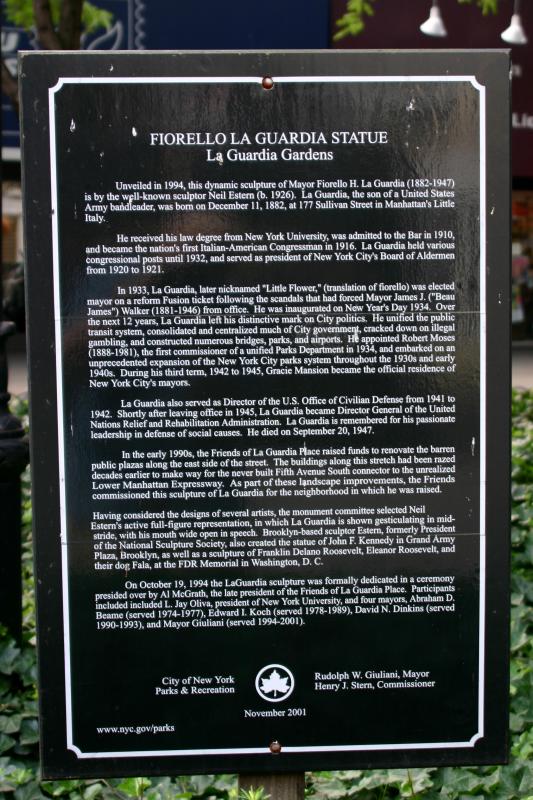 FIORELLO LA GUARDIA STATUE
La Guardia Gardens
Unveiled in 1994, this dynamic sculpture of Mayor Fiorello H. La Guardia (1882-1947)
is by the well-known sculptor Neil Estern (b. 1926). La Guardia, the son of a United States
Army bandleader, was born on December 11, 1882, at 177 Sullivan Street in Manhattan's Little
Italy.
He received his law degree from New York University, was admitted to the Bar in 1910,
and became the nation's first Italian-American Congressman in 1916. La Guardia held various
congressional posts until 1932, and served as president of New York City's Board of Aldermen
from 1920 to 1921.
In 1933, La Guardia, later nicknamed "Little Flower," (translation of fiorello) was elected
mayor on a reform Fusion ticket following the scandals that had forced Mayor James J. ("Beau
James") Walker (1881-1946) from office. He was inaugurated on New Year's Day 1934. Over
the next 12 years, La Guardia left his distinctive mark on City politics. He unified the public
transit system, consolidated and centralized much of City government, cracked down on illegal
gambling, and constructed numerous bridges, parks, and airports. He appointed Robert Moses
(1888-1981), the first commissioner of a unified Parks Department in 1934, and embarked on an
unprecedented expansion of the New York City parks system throughout the 1930s and early
1940s. During his third term, 1942 to 1945, Gracie Mansion became the official residence of
New York City's mayors.
La Guardia also served as Director of the U.S. Office of Civilian Defense from 1941 to
1942. Shortly after leaving office in 1945, La Guardia became Director General of the United
Nations Relief and Rehabilitation Administration. La Guardia is remembered for his passionate
leadership in defense of social causes. He died on September 20, 1947.
In the early 1990s, the Friends of La Guardia Place raised funds to renovate the barren
public plazas along the east side of the street. The buildings along this stretch had been razed
decades earlier to make way for the never built Fifth Avenue South connector to the unrealized
Lower Manhattan Expressway. As part of these landscape improvements, the Friends
commissioned this sculpture of La Guardia for the neighborhood in which he was raised.
Having considered the designs of several artists, the monument committee selected Neil
Estern's active full-figure representation, in which La Guardia is shown gesticulating in mid-
stride, with his mouth wide open in speech. Brooklyn-based sculptor Estern, formerly President
of the National Sculpture Society, also created the statue of John F. Kennedy in Grand Army
Plaza, Brooklyn, as well as a sculpture of Franklin Delano Roosevelt, Eleanor Roosevelt, and
their dog Fala, at the FDR Memorial in Washington, D. C.
On October 19, 1994 the LaGuardia sculpture was formally dedicated in a ceremony
presided over by Al McGrath, the late president of the Friends of La Guardia Place. Participants
included included L. Jay Oliva, president of New York University, and four mayors, Abraham D.
Beame (served 1974-1977), Edward I. Koch (served 1978-1989), David N. Dinkins (served
1990-1993), and Mayor Giuliani (served 1994-2001).
City of New York
Parks & Recreation
Rudolph W. Giuliani, Mayor
Henry J. Stern, Commissioner
November 2001
www.nyc.gov/parks